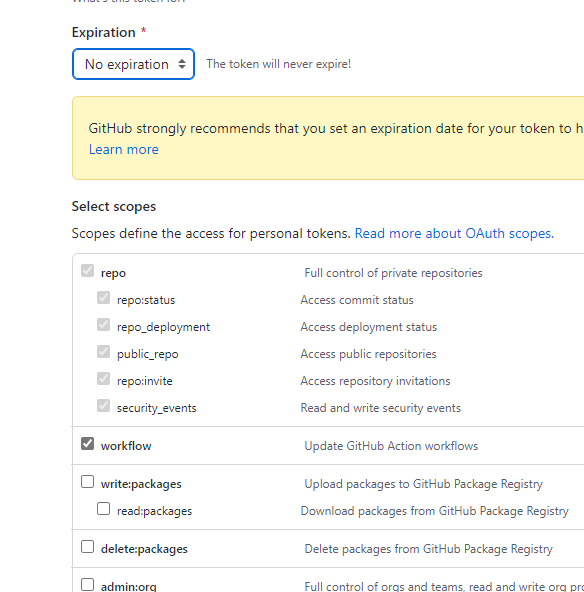 What's this token for?
Expiration *
No expiration The token will never expire!
GitHub strongly recommends that you set an expiration date for your token to h
Learn more
Select scopes
Scopes define the access for personal tokens. Read more about OAuth scopes.
repo Full control of private repositories
repo:status Access commit status
repo_deployment Access deployment status
public_repo Access public repositories
repo:invite Access repository invitations
security_events Read and write security events
workflow Update GitHub Action workflows
write:packages Upload packages to GitHub Package Registry
read:packages Download packages from GitHub Package Registry
delete:packages Delete packages from GitHub Package Registry
admin:org Full control of orgs and teams, read and write org pro